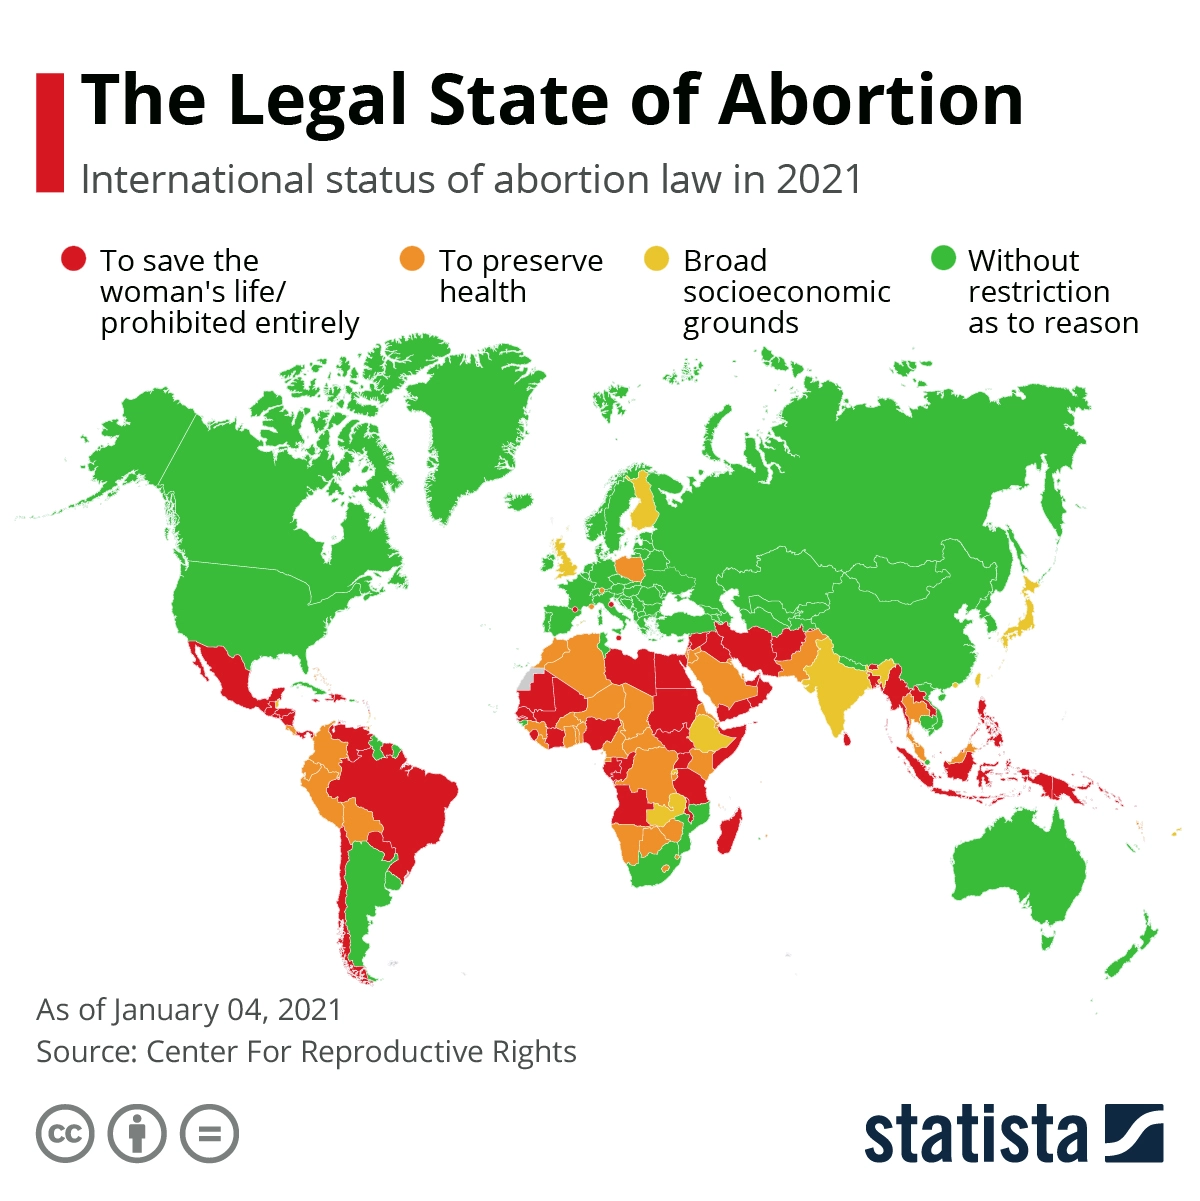 The Legal State of Abortion
International status of abortion law in 2021
To save the
woman's life/
prohibited entirely
To preserve
health
Broad
socioeconomic
grounds
Without
restriction
as to reason
As of January 04, 2021
Source: Center For Reproductive Rights
cc
statista